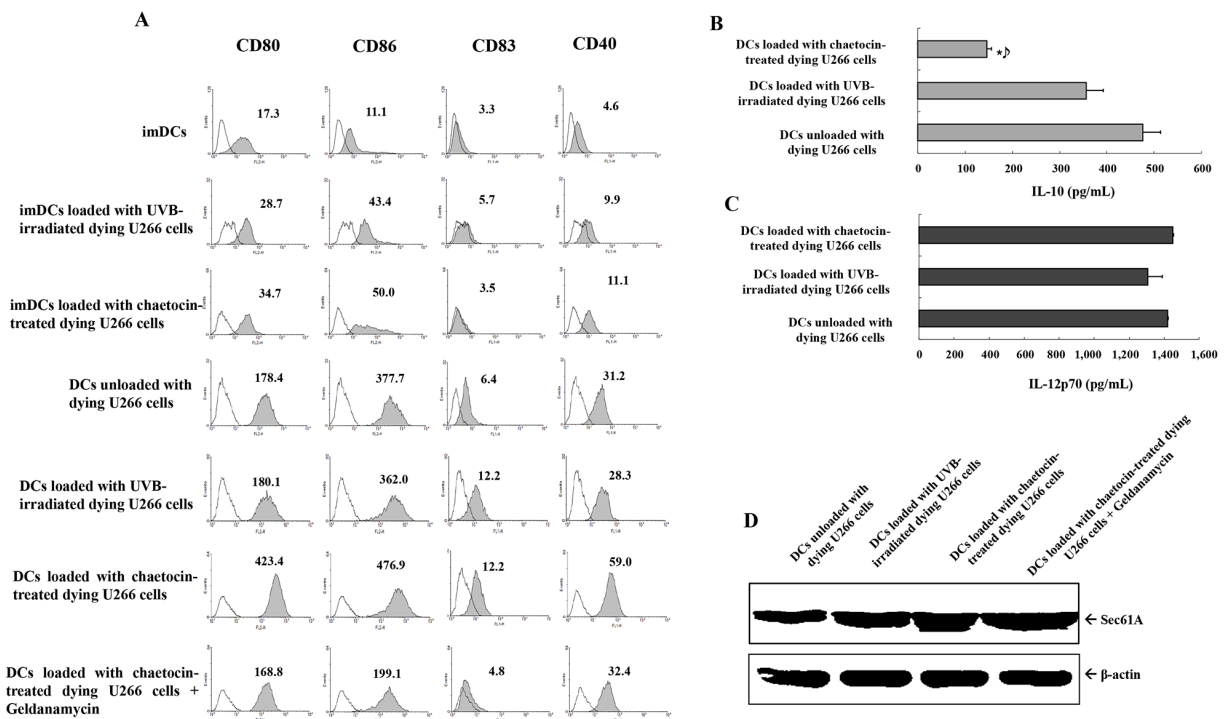 A
CD80 CD86 CD83 CD40
imDCs
17.3 11.1 3.3 4.6
imDCs loaded with UVB-
irradiated dying U266 cells
28.7 43.4 5.7 9.9
imDCs loaded with chaetocin-
treated dying U266 cells
34.7 50.0 3.5 11.1
DCs unloaded with
dying U266 cells
178.4 377.7 6.4 31.2
DCs loaded with UVB-
irradiated dying U266 cells
180.1 362.0 12.2 28.3
DCs loaded with chaetocin-
treated dying U266 cells
423.4 476.9 12.2 59.0
DCs loaded with chaetocin-
treated dying U266 cells +
Geldanamycin
168.8 199.1 4.8 32.4
B
DCs loaded with chaetocin-
treated dying U266 cells
*♪
DCs loaded with UVB-
irradiated dying U266 cells
DCs unloaded with
dying U266 cells
0 100 200 300 400 500 600
IL-10 (pg/mL)
C
DCs loaded with chaetocin-
treated dying U266 cells
DCs loaded with UVB-
irradiated dying U266 cells
DCs unloaded with
dying U266 cells
0 200 400 600 800 1,000 1,200 1,400 1,600
IL-12p70 (pg/mL)
D
DCs unloaded with
dying U266 cells
DCs loaded with UVB-
irradiated dying U266 cells
DCs loaded with chaetocin-
treated dying U266 cells
DCs loaded with chaetocin-treated dying
U266 cells + Geldanamycin
← Sec61A
← β-actin